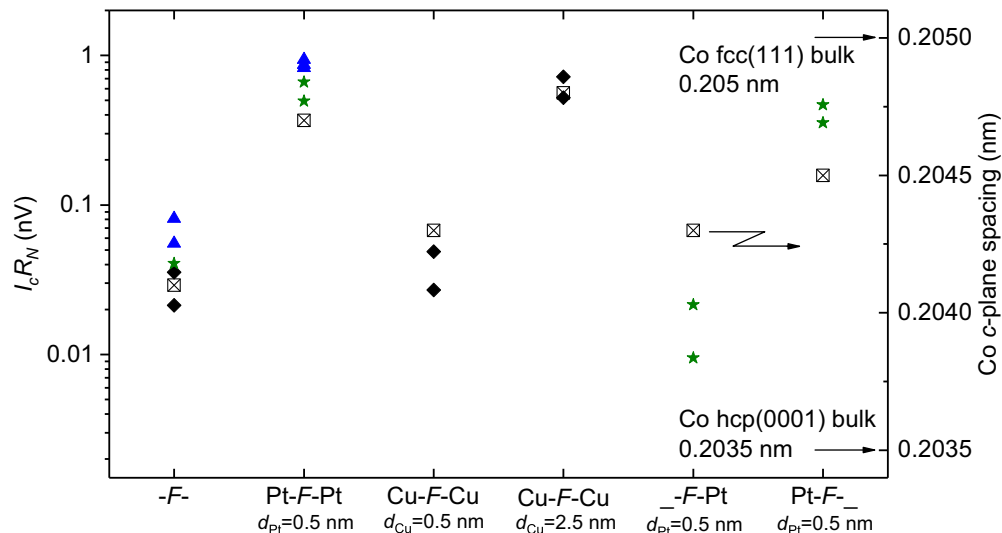 I_cR_N (nV)
1
0.1
0.01
Co fcc(111) bulk
0.205 nm
Co hcp(0001) bulk
0.2035 nm
0.2050
0.2045
0.2040
0.2035
Co c-plane spacing (nm)
-F-
Pt-F-Pt
d_Pt=0.5 nm
Cu-F-Cu
d_Cu=0.5 nm
Cu-F-Cu
d_Cu=2.5 nm
_-F-Pt
d_Pt=0.5 nm
Pt-F-_
d_Pt=0.5 nm